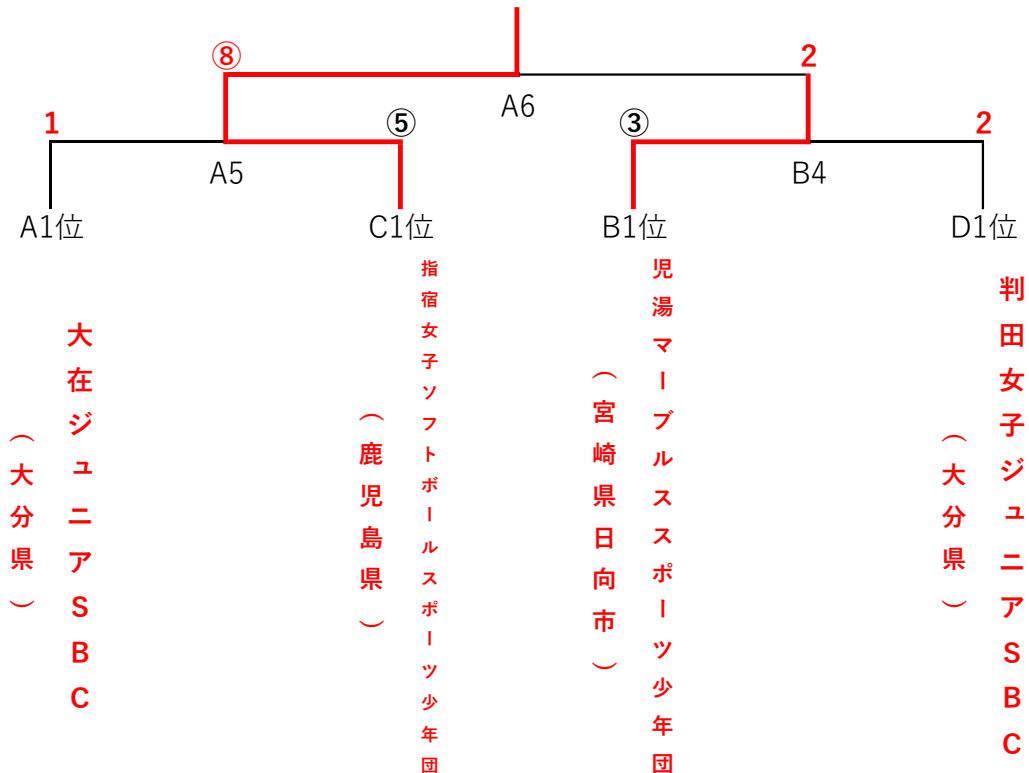 ⑧
2
A6
1
⑤
③
2
A5
B4
A1位
C1位
B1位
D1位
大在ジュニアSBC
（大分県）
指宿女子ソフトボールスポーツ少年団
（鹿児島県）
児湯マーブルススポーツ少年団
（宮崎県日向市）
判田女子ジュニアSBC
（大分県）